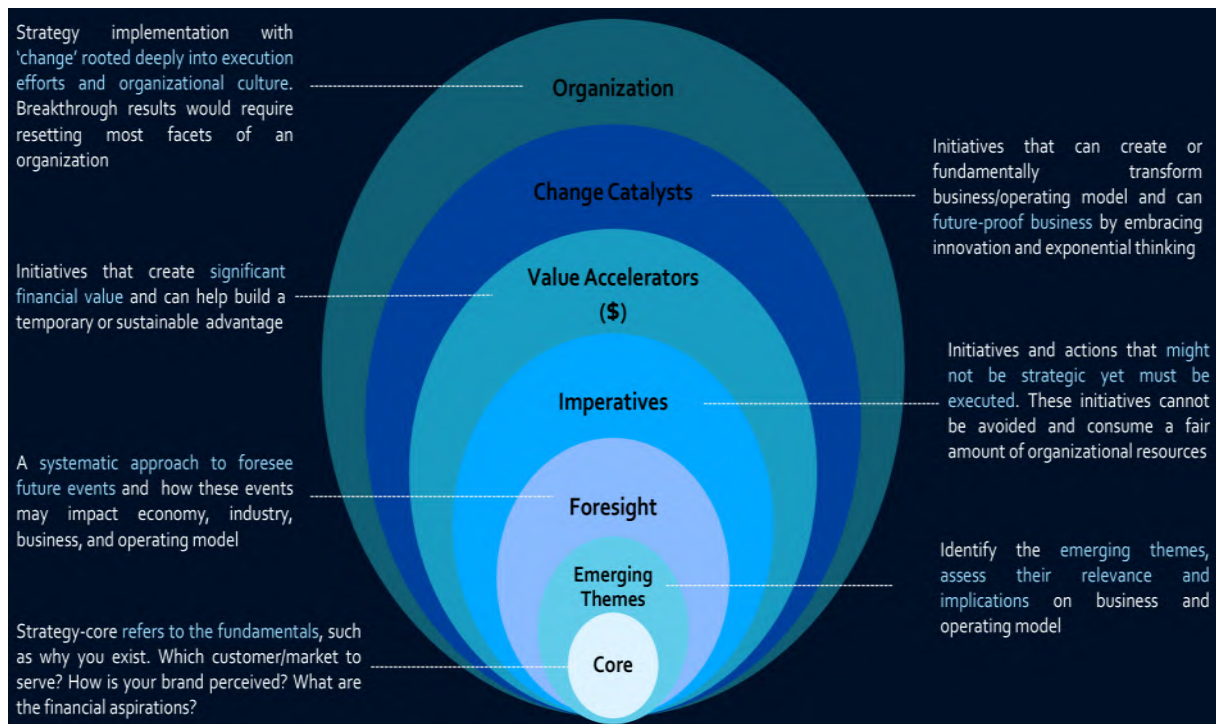 Strategy implementation with
‘change’ rooted deeply into execution
efforts and organizational culture.
Breakthrough results would require
resetting most facets of an
organization
Organization
Initiatives that can create or
fundamentally transform
business/operating model and can
future-proof business by embracing
innovation and exponential thinking
Change Catalysts
Initiatives that create significant
financial value and can help build a
temporary or sustainable advantage
Value Accelerators
($)
Initiatives and actions that might
not be strategic yet must be
executed. These initiatives cannot
be avoided and consume a fair
amount of organizational resources
Imperatives
A systematic approach to foresee
future events and how these events
may impact economy, industry,
business, and operating model
Foresight
Identify the emerging themes,
assess their relevance and
implications on business and
operating model
Emerging
Themes
Strategy-core refers to the fundamentals, such
as why you exist. Which customer/market to
serve? How is your brand perceived? What are
the financial aspirations?
Core